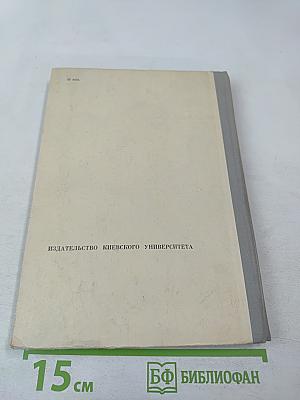 ИЗДАТЕЛЬСТВО КИЕВСКОГО УНИВЕРСИТЕТА
15 см
БФ БИБЛИОФАН